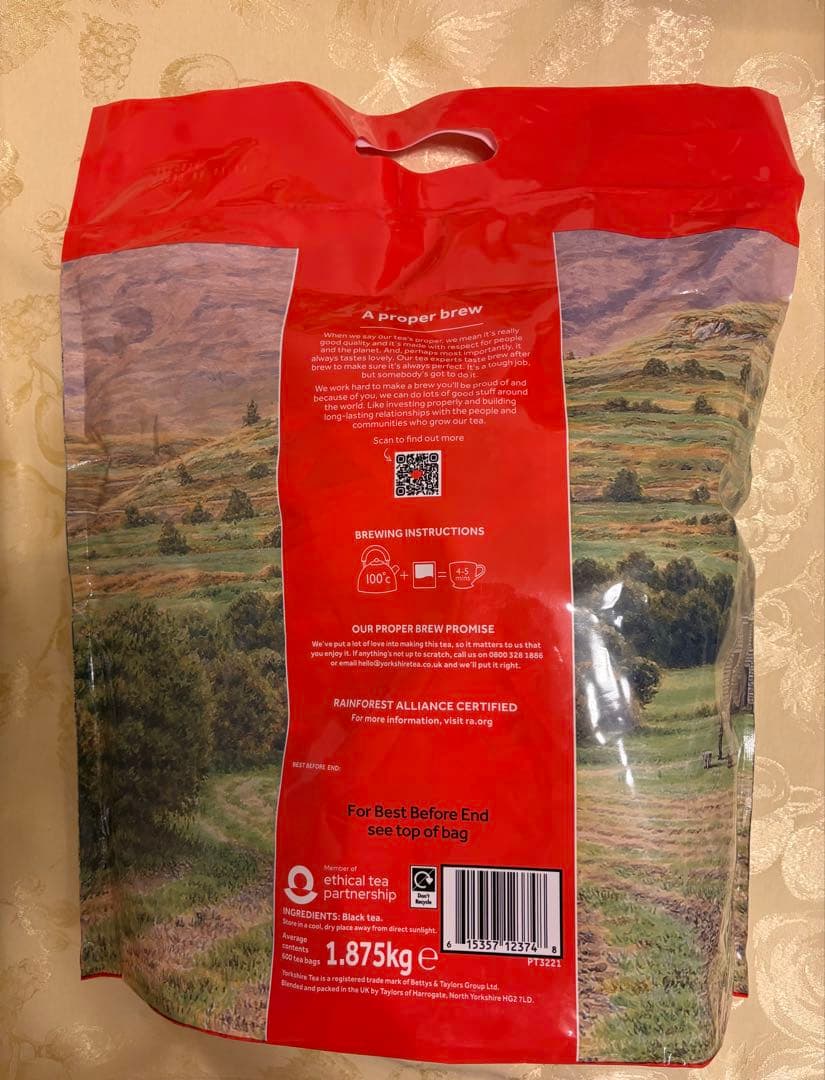 A proper brew
When we say our tea's proper, we mean it's really
good quality and it's made with respect for people
and the planet. And, perhaps most importantly, it
always tastes lovely. Our tea experts taste brew after
brew to make sure it's always perfect. It's a tough job,
but somebody's got to do it.
We work hard to make a brew you'll be proud of and
because of you, we can do lots of good stuff around
the world. Like investing properly and building
long-lasting relationships with the people and
communities who grow our tea.
Scan to find out more
BREWING INSTRUCTIONS
100°c + = 4-5 mins
OUR PROPER BREW PROMISE
We've put a lot of love into making this tea, so it matters to us that
you enjoy it. If anything's not up to scratch, call us on 0800 328 1886
or email hello@yorkshiretea.co.uk and we'll put it right.
RAINFOREST ALLIANCE CERTIFIED
For more information, visit ra.org
BEST BEFORE END:
For Best Before End
see top of bag
Member of
ethical tea
partnership
Don't
Recycle
INGREDIENTS: Black tea.
Store in a cool, dry place away from direct sunlight.
Average
contents
600 tea bags
1.875kg e
6 15357 12374 8
PT3221
Yorkshire Tea is a registered trade mark of Bettys & Taylors Group Ltd.
Blended and packed in the UK by Taylors of Harrogate, North Yorkshire HG2 7LD.